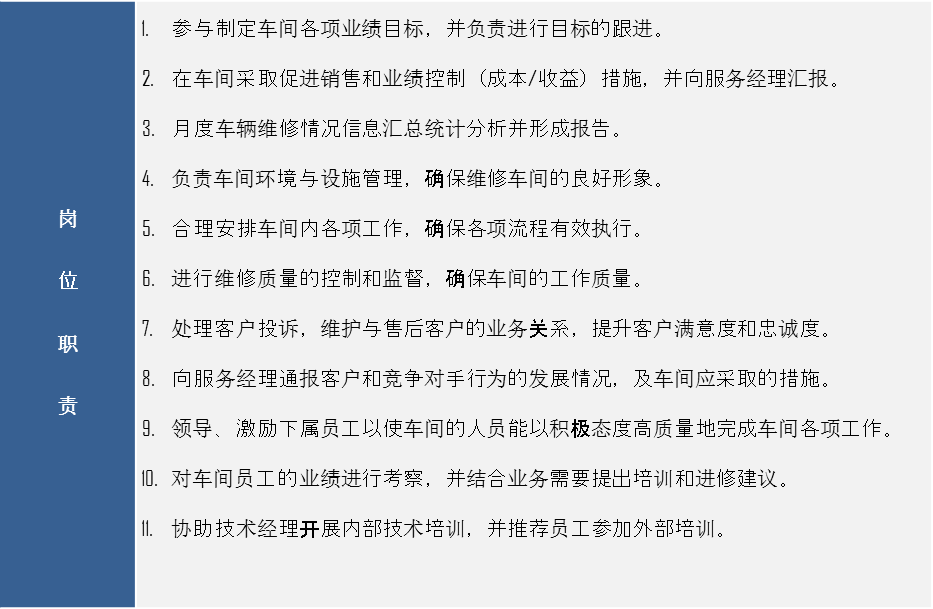 岗
位
职
责
1. 参与制定车间各项业绩目标，并负责进行目标的跟进。
2. 在车间采取促进销售和业绩控制（成本/收益）措施，并向服务经理汇报。
3. 月度车辆维修情况信息汇总统计分析并形成报告。
4. 负责车间环境与设施管理，确保维修车间的良好形象。
5. 合理安排车间内各项工作，确保各项流程有效执行。
6. 进行维修质量的控制和监督，确保车间的工作质量。
7. 处理客户投诉，维护与售后客户的业务关系，提升客户满意度和忠诚度。
8. 向服务经理通报客户和竞争对手行为的发展情况，及车间应采取的措施。
9. 领导、激励下属员工以使车间的人员能以积极态度高质量地完成车间各项工作。
10. 对车间员工的业绩进行考察，并结合业务需要提出培训和进修建议。
11. 协助技术经理开展内部技术培训，并推荐员工参加外部培训。